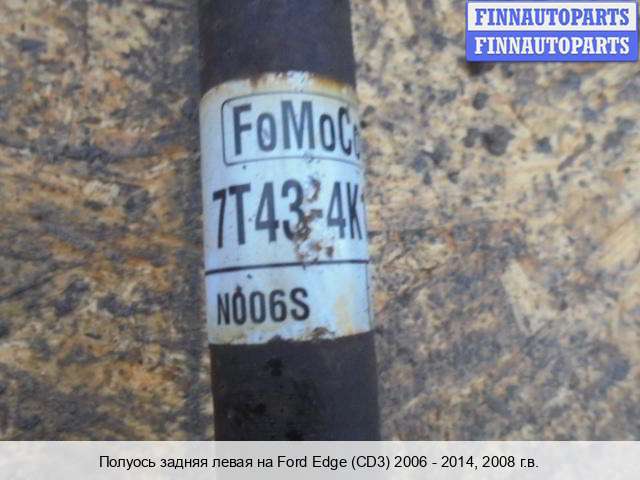 FINNAUTOPARTS
FINNAUTOPARTS
FoMoCo
7T43-4K
N006S
Полуось задняя левая на Ford Edge (CD3) 2006 - 2014, 2008 г.в.